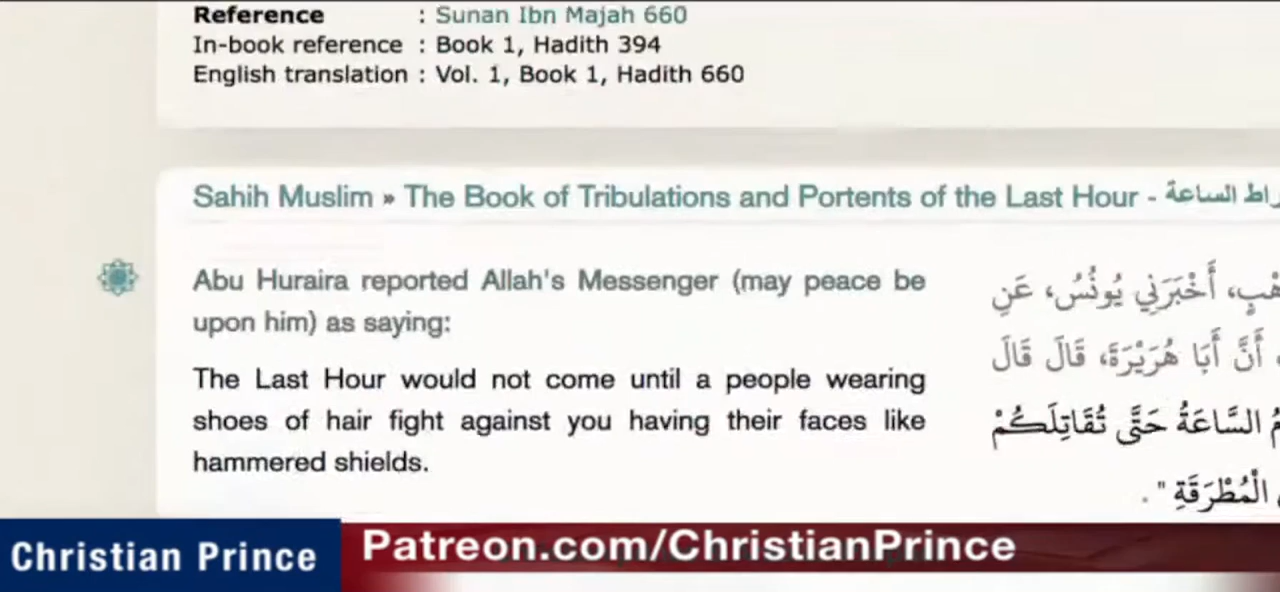 Reference : Sunan Ibn Majah 660
In-book reference : Book 1, Hadith 394
English translation : Vol. 1, Book 1, Hadith 660
Sahih Muslim » The Book of Tribulations and Portents of the Last Hour - الساعة
Abu Huraira reported Allah's Messenger (may peace be
upon him) as saying:
أَخْبَرَنِي يُونُسُ، عَنِ
أَنَّ أَبَا هُرَيْرَةَ، قَالَ قَالَ
The Last Hour would not come until a people wearing
shoes of hair fight against you having their faces like
hammered shields.
السَّاعَةُ حَتَّى تُقَاتِلَكُمْ
الْمُطْرَقَةِ " .
Christian Prince
Patreon.com/ChristianPrince